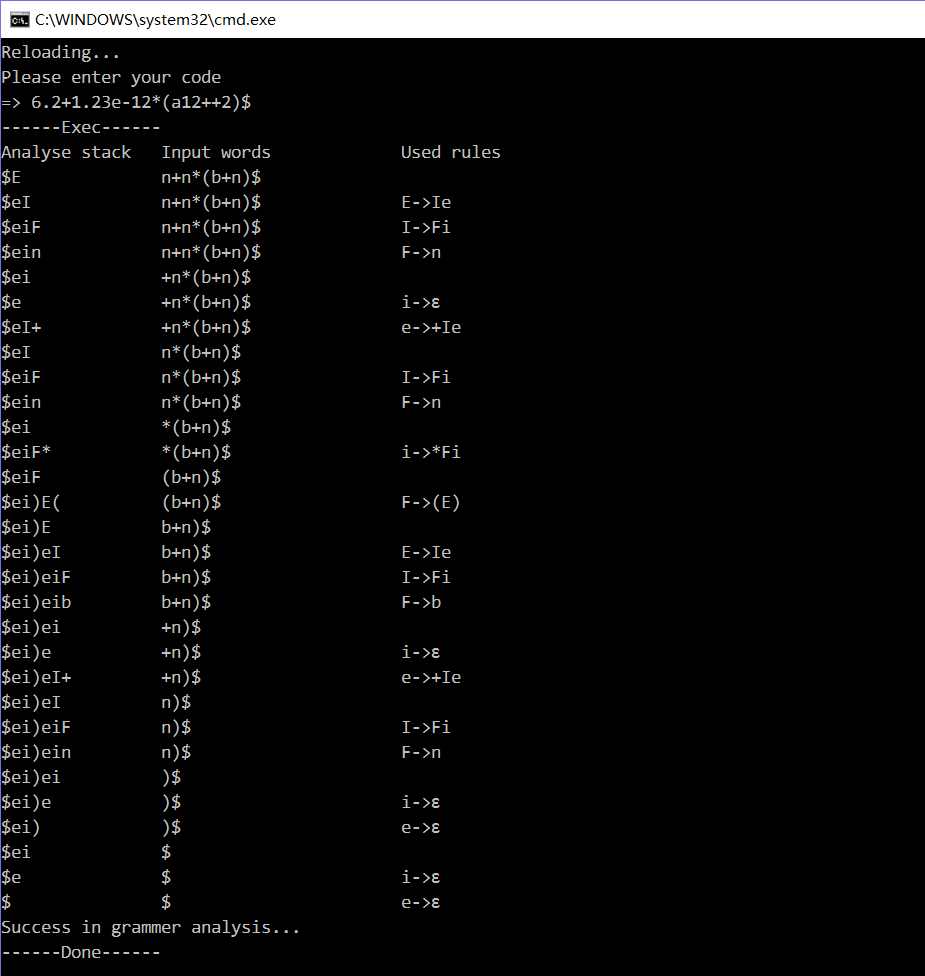 C:\WINDOWS\system32\cmd.exe
Reloading...
Please enter your code
=> 6.2+1.23e-12*(a12++2)$
------Exec------
Analyse stack   Input words             Used rules
$E              n+n*(b+n)$
$eI             n+n*(b+n)$              E->Ie
$eiF            n+n*(b+n)$              I->Fi
$ein            n+n*(b+n)$              F->n
$ei             +n*(b+n)$
$e              +n*(b+n)$               i->ε
$eI+            +n*(b+n)$               e->+Ie
$eI             n*(b+n)$
$eiF            n*(b+n)$                I->Fi
$ein            n*(b+n)$                F->n
$ei             *(b+n)$
$eiF*           *(b+n)$                 i->*Fi
$eiF            (b+n)$
$ei)E(          (b+n)$                  F->(E)
$ei)E           b+n)$
$ei)eI          b+n)$                   E->Ie
$ei)eiF         b+n)$                   I->Fi
$ei)eib         b+n)$                   F->b
$ei)ei          +n)$
$ei)e           +n)$                    i->ε
$ei)eI+         +n)$                    e->+Ie
$ei)eI          n)$
$ei)eiF         n)$                     I->Fi
$ei)ein         n)$                     F->n
$ei)ei          )$
$ei)e           )$                      i->ε
$ei)            )$                      e->ε
$ei             $
$e              $                       i->ε
$               $                       e->ε
Success in grammer analysis...
------Done------